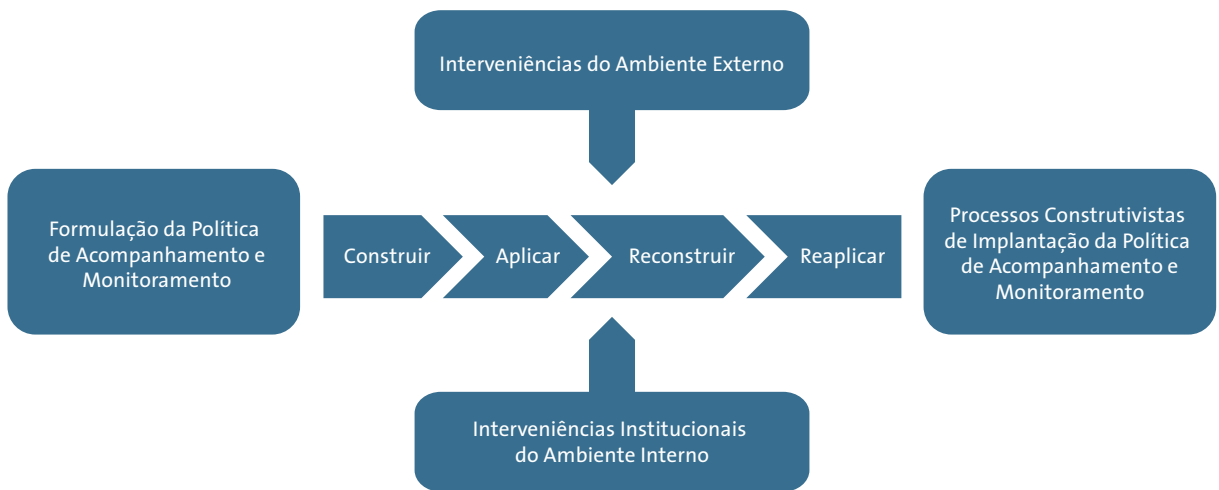 Interveniências do Ambiente Externo
Formulação da Política
de Acompanhamento e
Monitoramento
Construir
Aplicar
Reconstruir
Reaplicar
Processos Construtivistas
de Implantação da Política
de Acompanhamento e
Monitoramento
Interveniências Institucionais
do Ambiente Interno